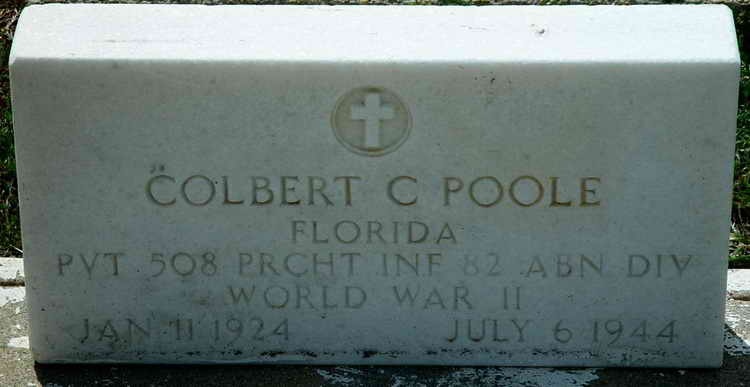 COLBERT C POOLE
FLORIDA
PVT 508 PRCHT INF 82 ABN DIV
WORLD WAR II
JAN 11 1924 JULY 6 1944